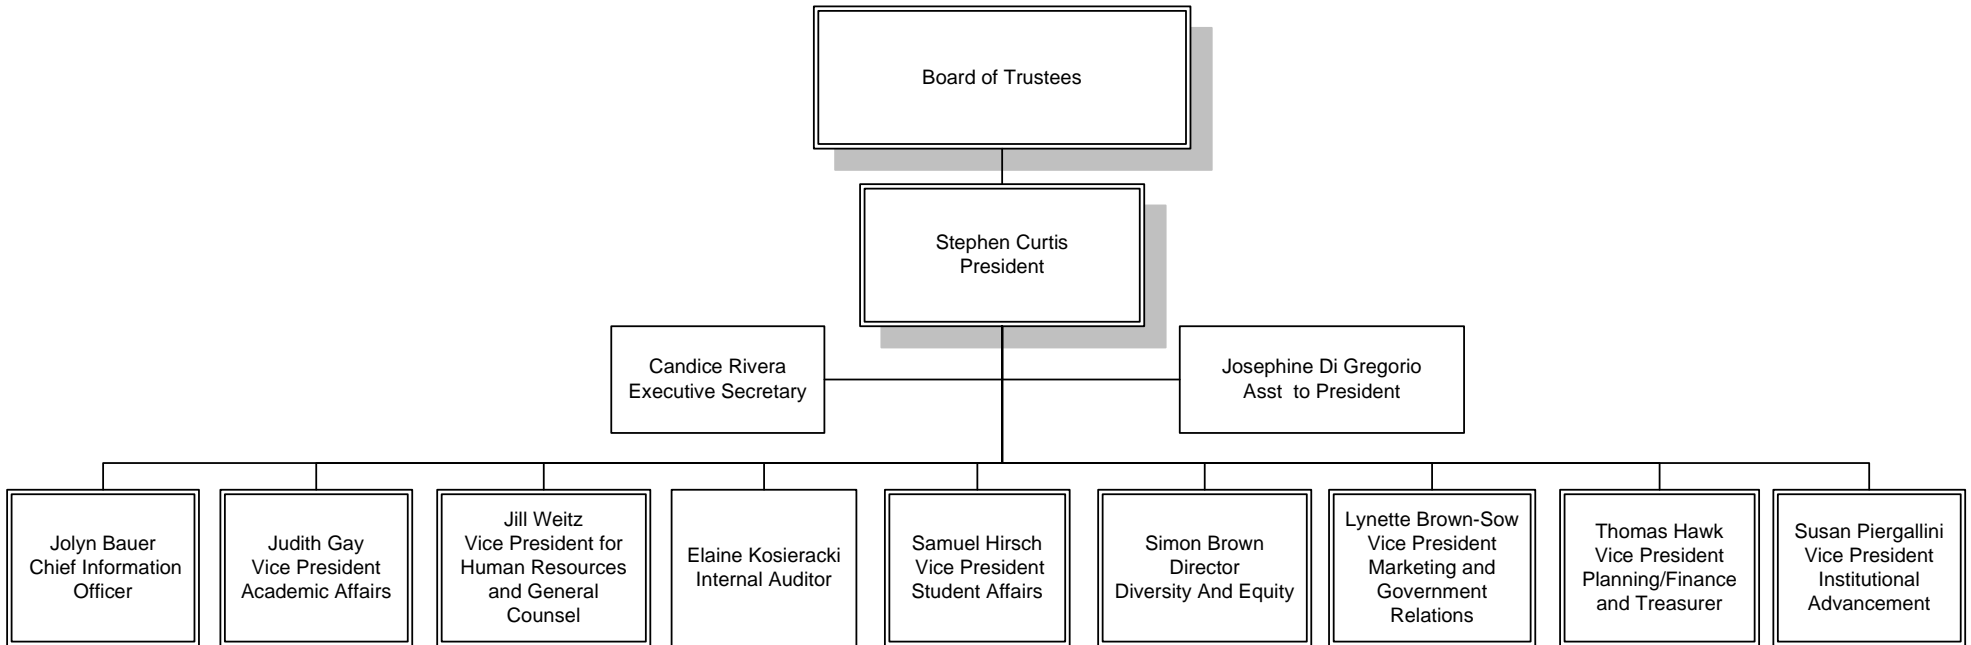 Board of Trustees
Stephen Curtis
President
Candice Rivera
Executive Secretary
Josephine Di Gregorio
Asst  to President
Jolyn Bauer
Chief Information
Officer
Judith Gay
Vice President
Academic Affairs
Jill Weitz
Vice President for
Human Resources
and General
Counsel
Elaine Kosieracki
Internal Auditor
Samuel Hirsch
Vice President
Student Affairs
Simon Brown
Director
Diversity And Equity
Lynette Brown-Sow
Vice President
Marketing and
Government
Relations
Thomas Hawk
Vice President
Planning/Finance
and Treasurer
Susan Piergallini
Vice President
Institutional
Advancement